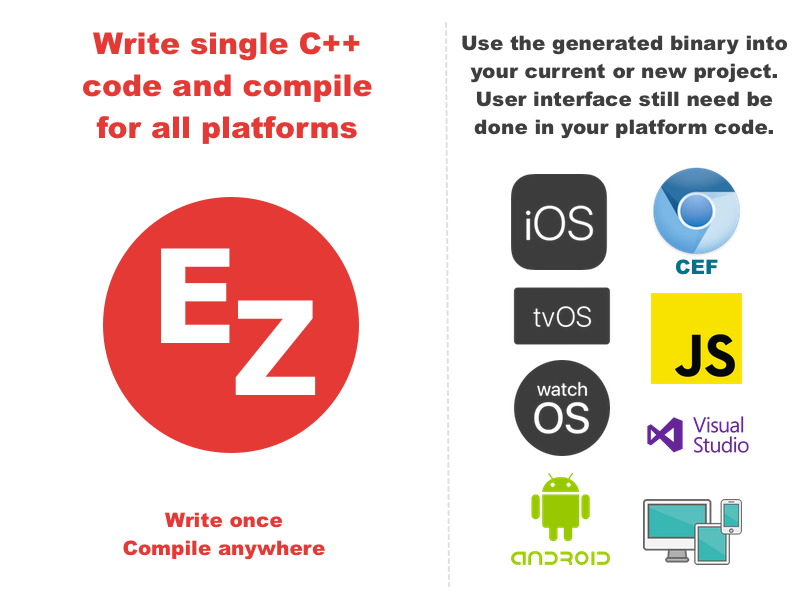 Write single C++
code and compile
for all platforms
EZ
Write once
Compile anywhere
Use the generated binary into
your current or new project.
User interface still need be
done in your platform code.
iOS
CEF
tvOS
JS
watch
OS
Visual
Studio
ANDROID